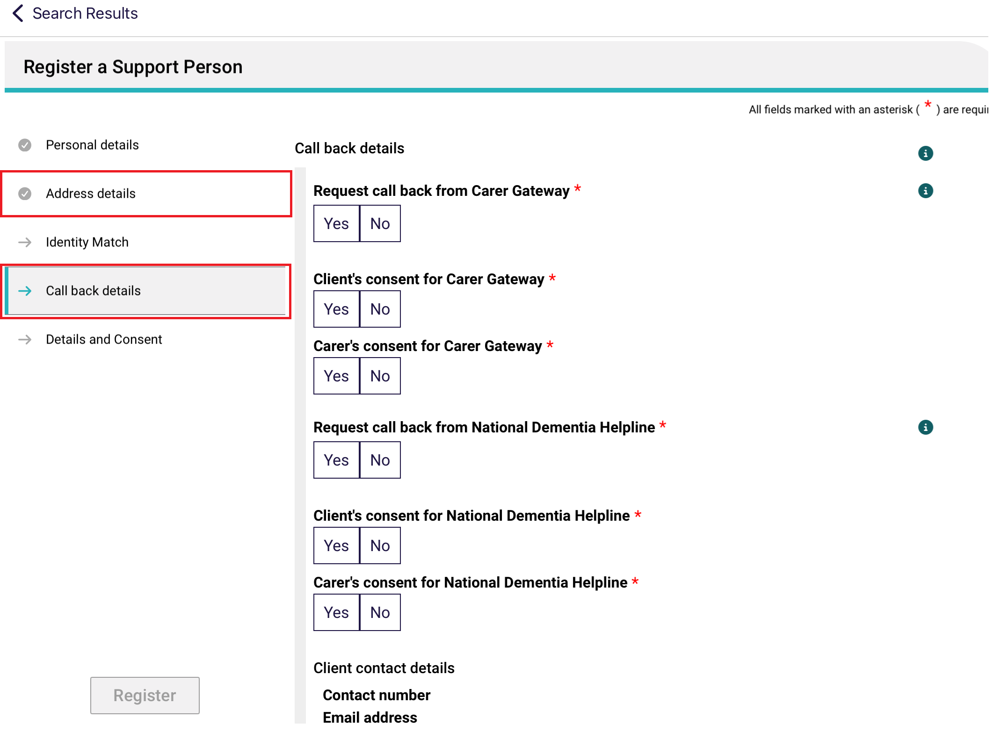 Search Results
Register a Support Person
All fields marked with an asterisk ( * ) are
Personal details
Address details
Identity Match
Call back details
Details and Consent
Register
Call back details
Request call back from Carer Gateway *
Yes No
Client's consent for Carer Gateway *
Yes No
Carer's consent for Carer Gateway *
Yes No
Request call back from National Dementia Helpline *
Yes No
Client's consent for National Dementia Helpline *
Yes No
Carer's consent for National Dementia Helpline *
Yes No
Client contact details
Contact number
Email address